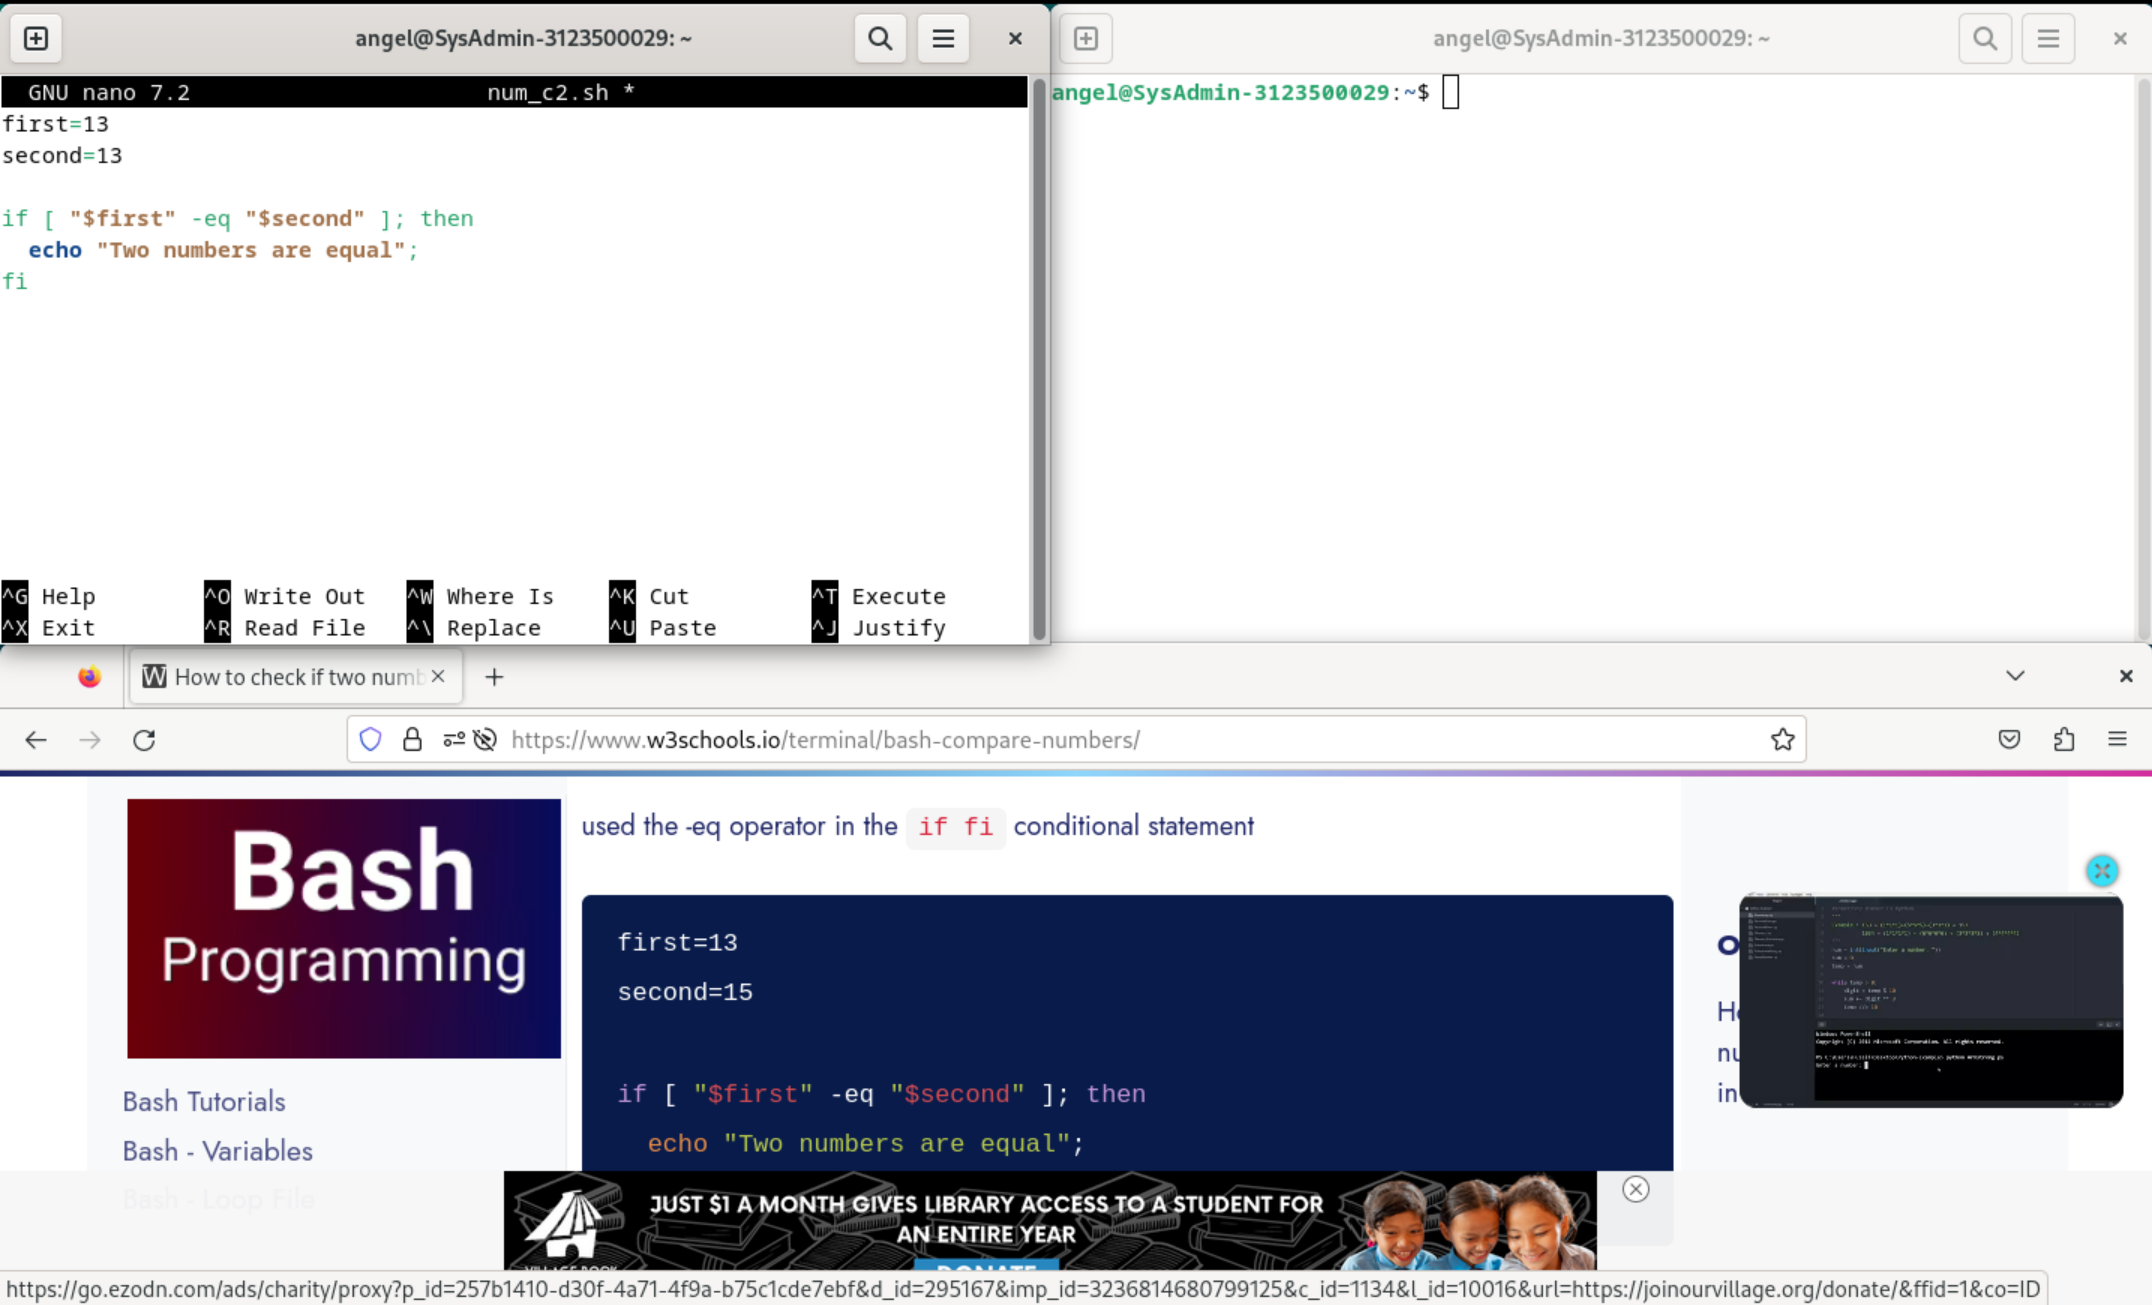 angel@SysAdmin-3123500029: ~
GNU nano 7.2 num_c2.sh *
first=13
second=13
if [ "$first" -eq "$second" ]; then
  echo "Two numbers are equal";
fi
^G Help ^O Write Out ^W Where Is ^K Cut ^T Execute
^X Exit ^R Read File ^\ Replace ^U Paste ^J Justify
angel@SysAdmin-3123500029: ~
angel@SysAdmin-3123500029:~$
How to check if two numb
https://www.w3schools.io/terminal/bash-compare-numbers/
Bash
Programming
Bash Tutorials
Bash - Variables
Bash - Loop File
used the -eq operator in the if fi conditional statement
first=13
second=15
if [ "$first" -eq "$second" ]; then
  echo "Two numbers are equal";
in
JUST $1 A MONTH GIVES LIBRARY ACCESS TO A STUDENT FOR
AN ENTIRE YEAR
DONATE
https://go.ezodn.com/ads/charity/proxy?p_id=257b1410-d30f-4a71-4f9a-b75c1cde7ebf&d_id=295167&imp_id=3236814680799125&c_id=1134&l_id=10016&url=https://joinourvillage.org/donate/&ffid=1&co=ID